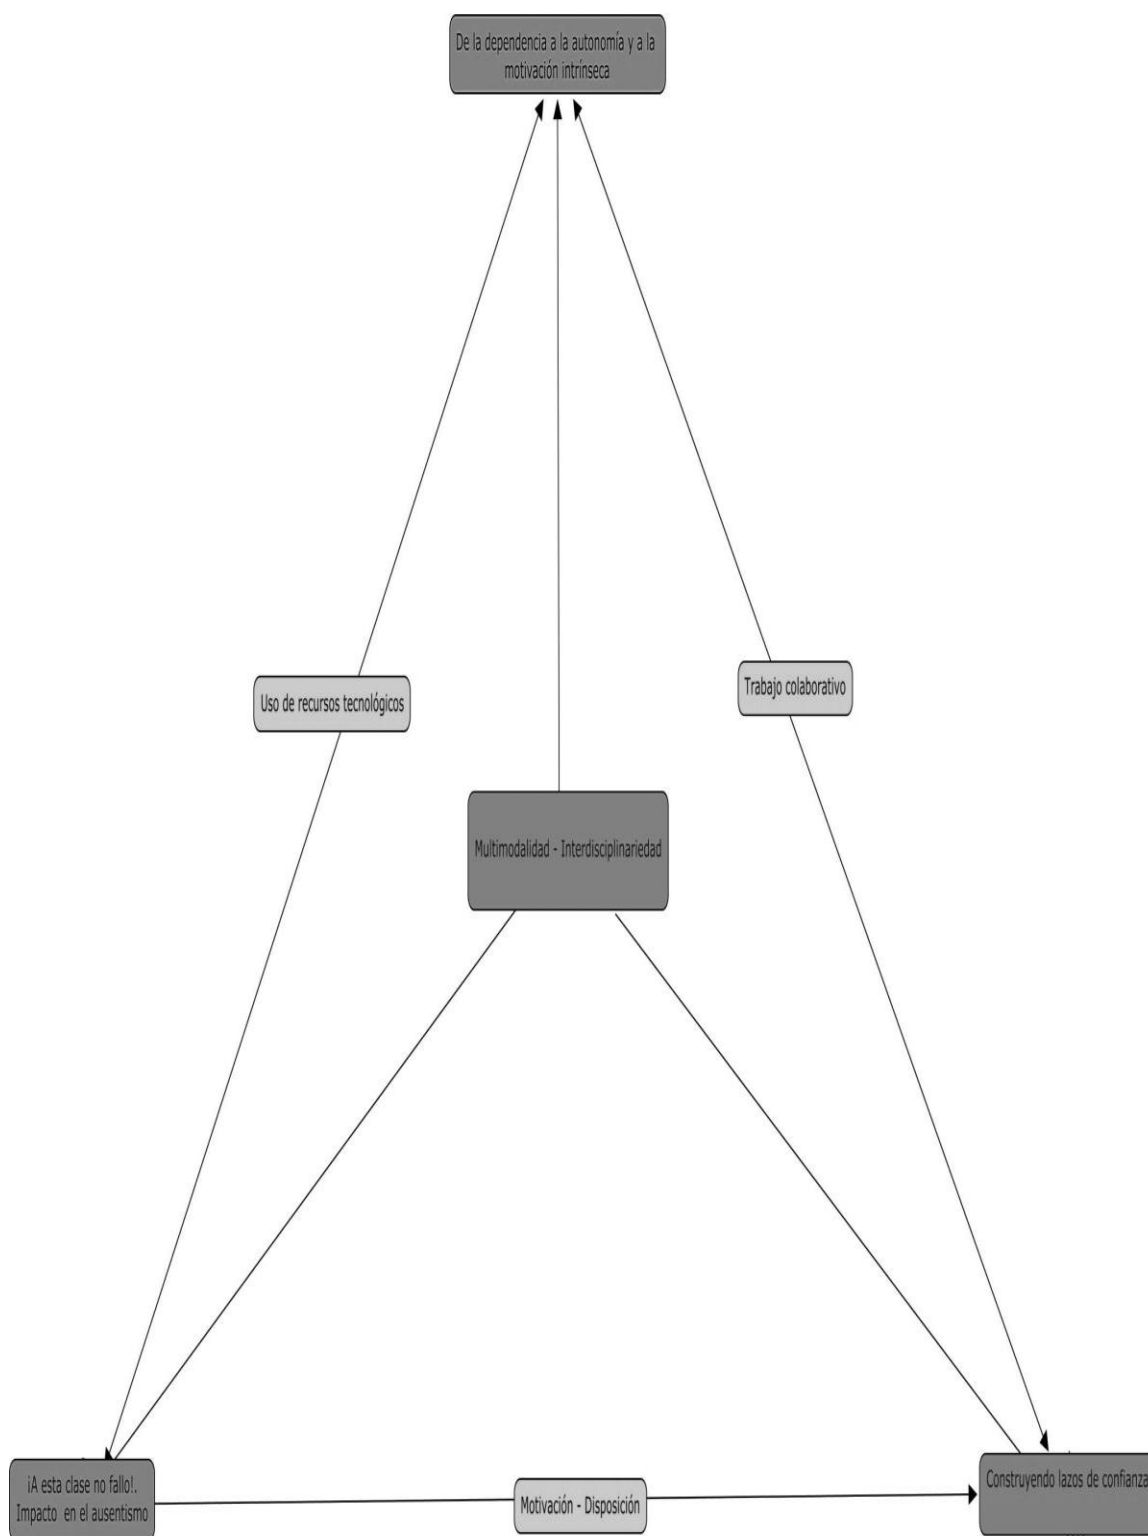 De la dependencia a la autonomía y a la
motivación intrínseca
Uso de recursos tecnológicos
Trabajo colaborativo
Multimodalidad - Interdisciplinariedad
¡A esta clase no fallo!.
Impacto en el ausentismo
Motivación - Disposición
Construyendo lazos de confianza